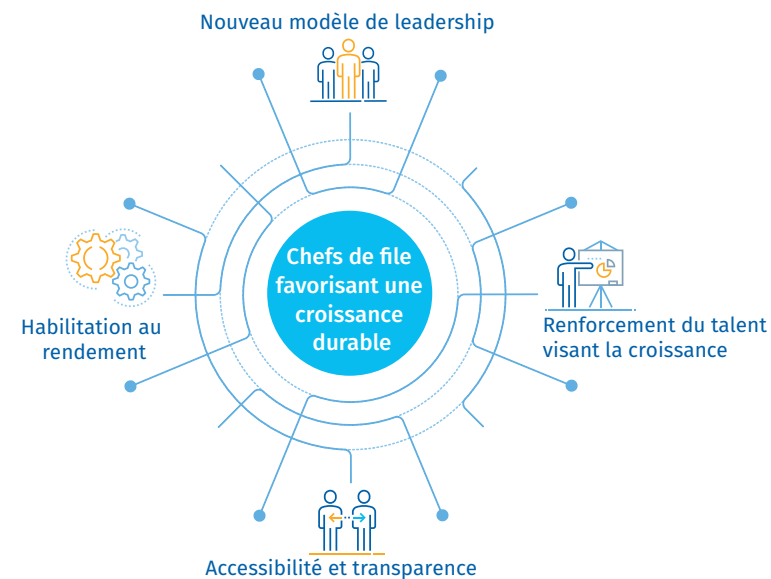 Nouveau modèle de leadership
Chefs de file
favorisant une
croissance
durable
Habilitation au
rendement
Renforcement du talent
visant la croissance
Accessibilité et transparence